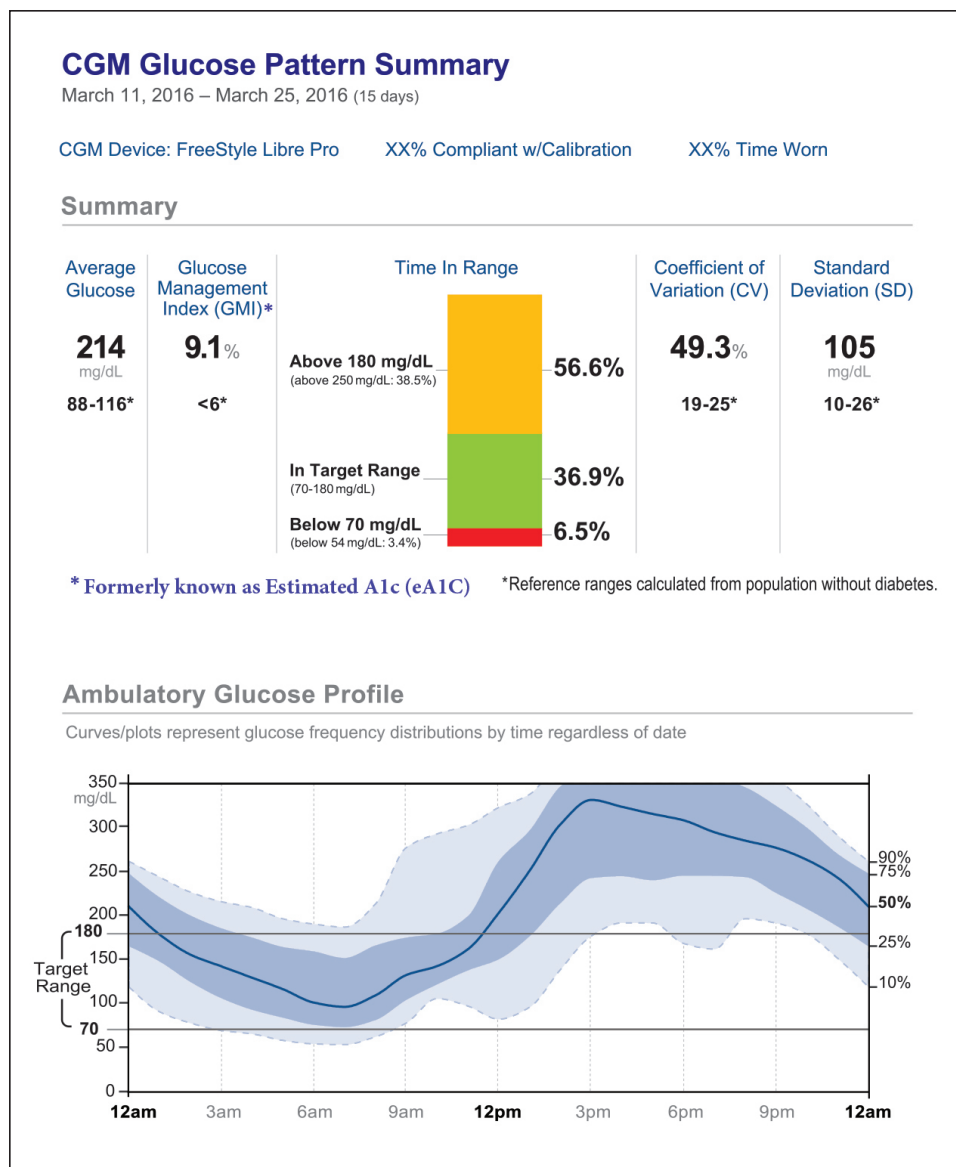 CGM Glucose Pattern Summary
March 11, 2016 – March 25, 2016 (15 days)
CGM Device: FreeStyle Libre Pro XX% Compliant w/Calibration XX% Time Worn
Summary
Average
Glucose
214
mg/dL
88-116*
Glucose
Management
Index (GMI)*
9.1%
<6*
Time In Range
Above 180 mg/dL
(above 250 mg/dL: 38.5%)
56.6%
In Target Range
(70-180 mg/dL)
36.9%
Below 70 mg/dL
(below 54 mg/dL: 3.4%)
6.5%
Coefficient of
Variation (CV)
49.3%
19-25*
Standard
Deviation (SD)
105
mg/dL
10-26*
* Formerly known as Estimated A1c (eA1C)
*Reference ranges calculated from population without diabetes.
Ambulatory Glucose Profile
Curves/plots represent glucose frequency distributions by time regardless of date
350
mg/dL
300
250
200
180
150
Target
Range
100
70
50
0
90%
75%
50%
25%
10%
12am 3am 6am 9am 12pm 3pm 6pm 9pm 12am